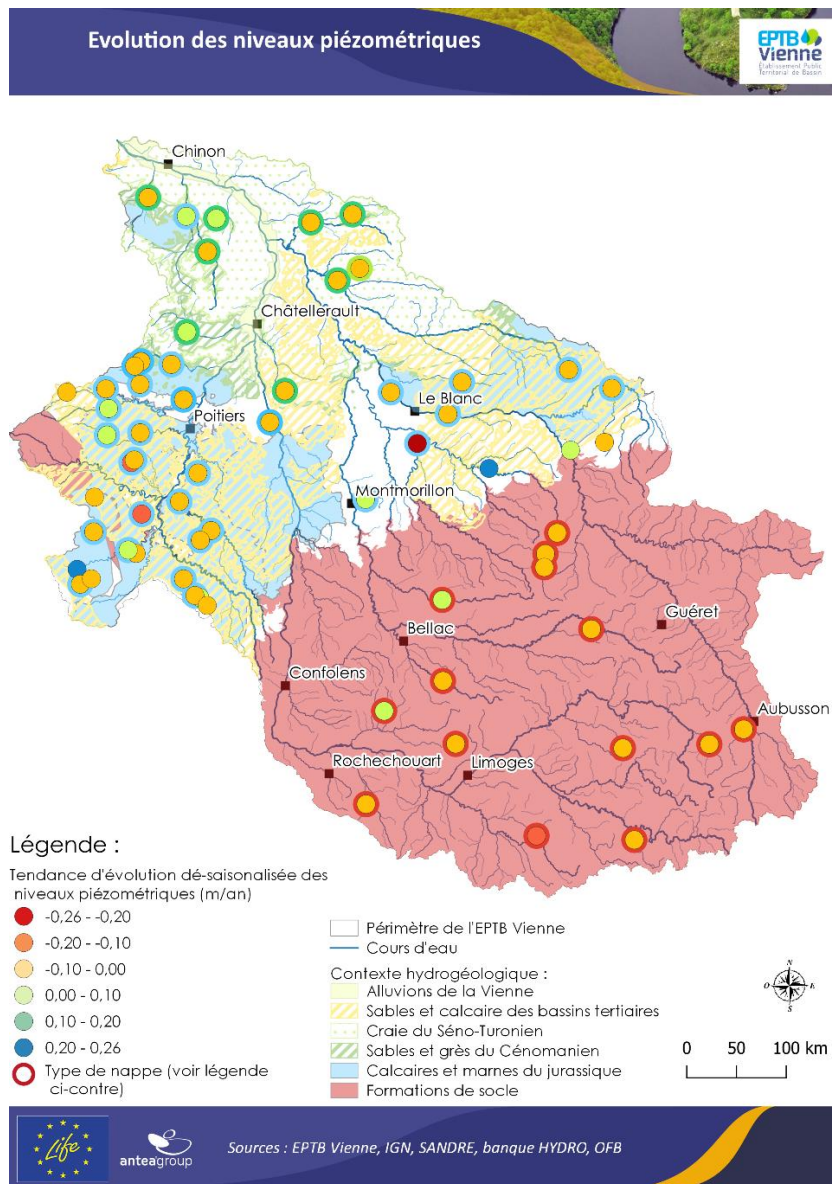 Evolution des niveaux piézométriques
EPTB
Vienne
Établissement Public
Territorial de Bassin
Chinon
Châtellerault
Le Blanc
Poitiers
Montmorillon
Guéret
Bellac
Confolens
Aubusson
Rochechouart
Limoges
Légende :
Tendance d'évolution dé-saisonalisée des
niveaux piézométriques (m/an)
-0,26 - -0,20
-0,20 - -0,10
-0,10 - 0,00
0,00 - 0,10
0,10 - 0,20
0,20 - 0,26
Type de nappe (voir légende
ci-contre)
Périmètre de l'EPTB Vienne
Cours d'eau
Contexte hydrogéologique :
Alluvions de la Vienne
Sables et calcaire des bassins tertiaires
Craie du Séno-Turonien
Sables et grès du Cénomanien
Calcaires et marnes du jurassique
Formations de socle
N
O E
S
0 50 100 km
Life
anteagroup
Sources : EPTB Vienne, IGN, SANDRE, banque HYDRO, OFB